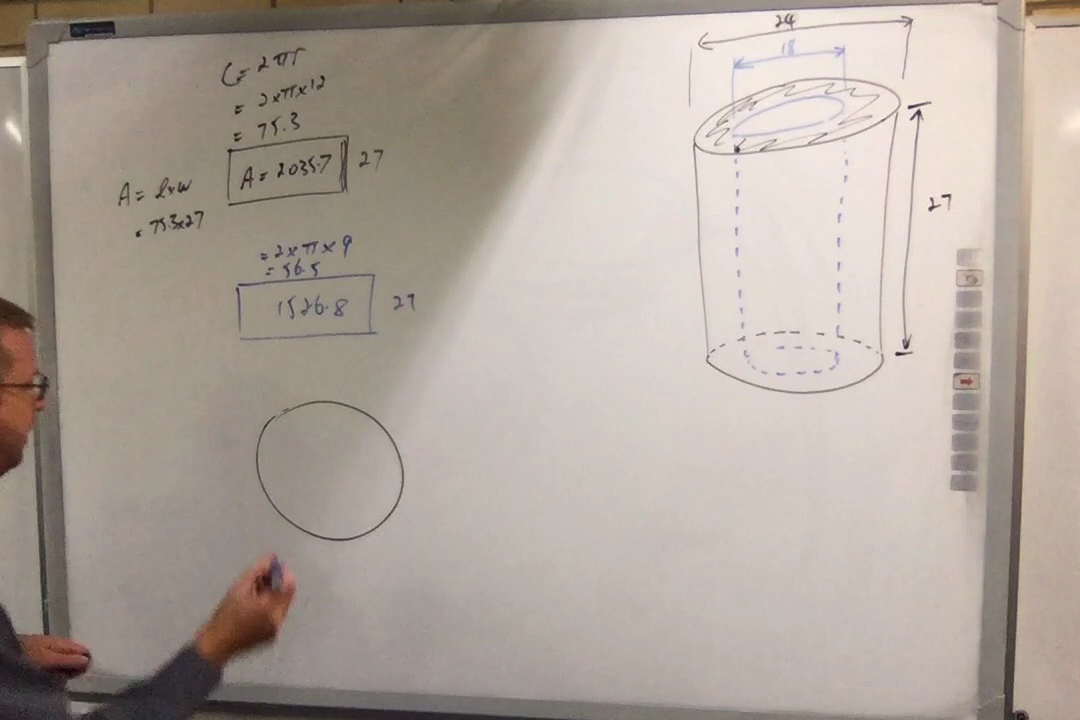 C = 2πr
= 2×π×12
= 75.3
A = 2035.7 27
A = l×w
= 75.3×27
= 2×π×9
= 56.5
1526.8 27
24
18
27